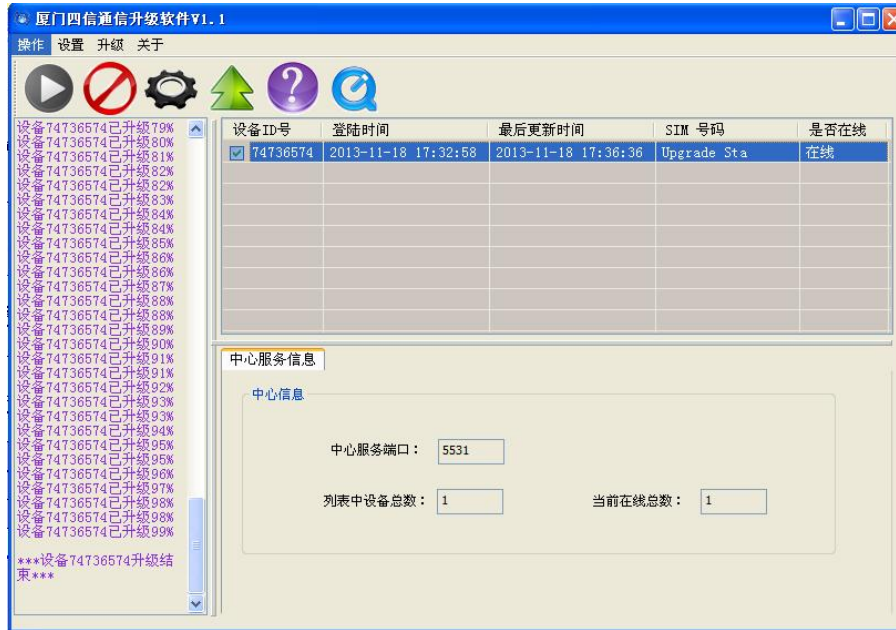 厦门四信通信升级软件V1.1
操作 设置 升级 关于
设备74736574已升级79%
设备74736574已升级80%
设备74736574已升级81%
设备74736574已升级82%
设备74736574已升级82%
设备74736574已升级83%
设备74736574已升级84%
设备74736574已升级84%
设备74736574已升级85%
设备74736574已升级86%
设备74736574已升级86%
设备74736574已升级87%
设备74736574已升级88%
设备74736574已升级88%
设备74736574已升级89%
设备74736574已升级90%
设备74736574已升级91%
设备74736574已升级91%
设备74736574已升级92%
设备74736574已升级93%
设备74736574已升级93%
设备74736574已升级94%
设备74736574已升级95%
设备74736574已升级95%
设备74736574已升级96%
设备74736574已升级97%
设备74736574已升级98%
设备74736574已升级98%
设备74736574已升级99%
***设备74736574升级结
束***
设备ID号 登陆时间 最后更新时间 SIM 号码 是否在线
74736574 2013-11-18 17:32:58 2013-11-18 17:36:36 Upgrade Sta 在线
中心服务信息
中心信息
中心服务端口： 5531
列表中设备总数： 1 当前在线总数： 1